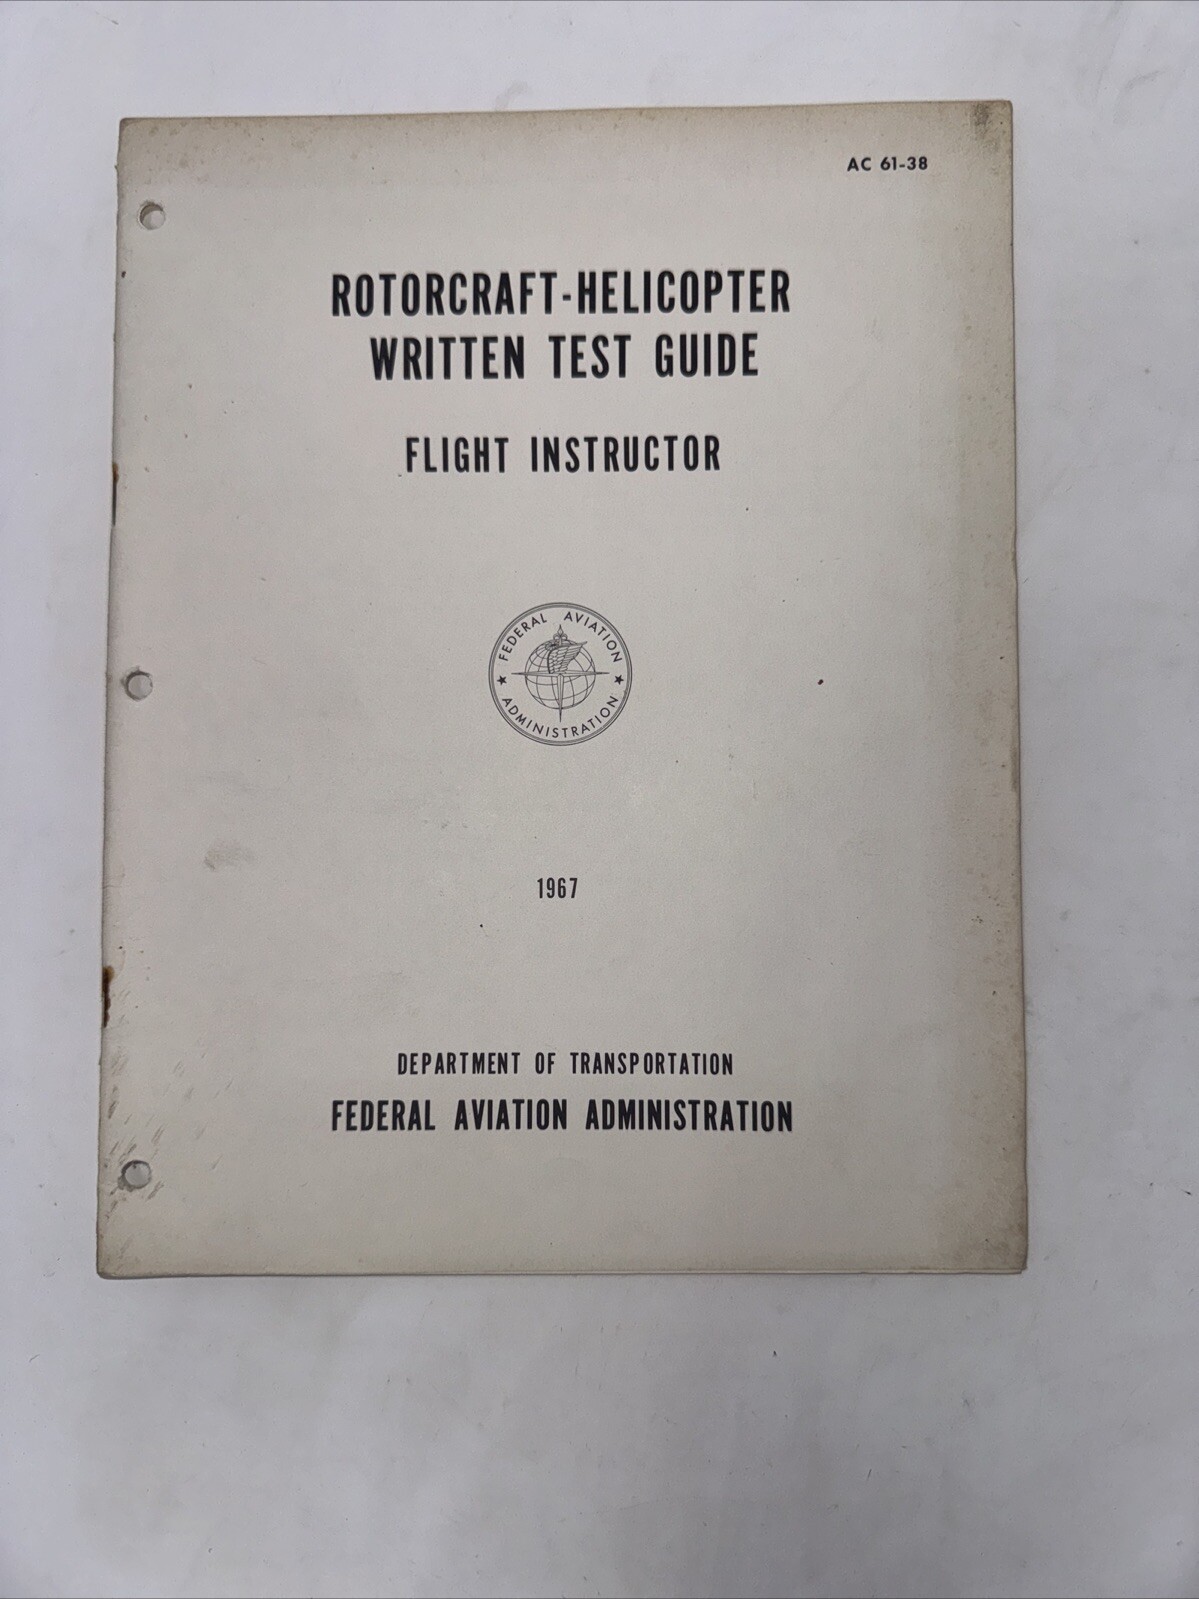 AC 61-38
ROTORCRAFT-HELICOPTER
WRITTEN TEST GUIDE
FLIGHT INSTRUCTOR
FEDERAL AVIATION
ADMINISTRATION
1967
DEPARTMENT OF TRANSPORTATION
FEDERAL AVIATION ADMINISTRATION